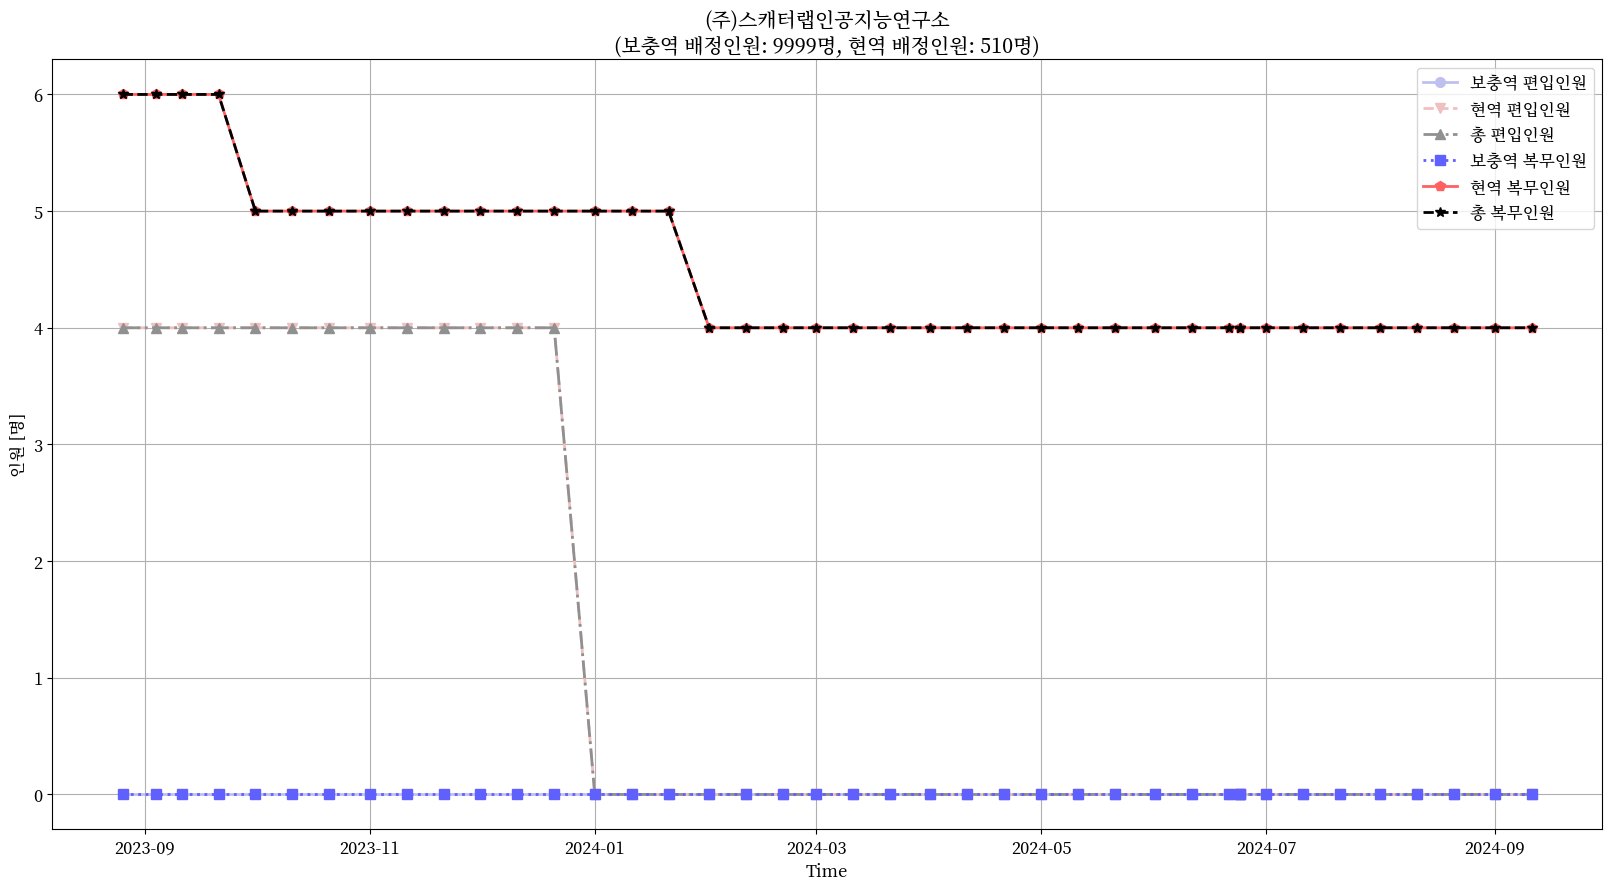 (주)스캐터랩인공지능연구소
(보충역 배정인원: 9999명, 현역 배정인원: 510명)
보충역 편입인원
현역 편입인원
총 편입인원
보충역 복무인원
현역 복무인원
총 복무인원
인원 [명]
6
5
4
3
2
1
0
2023-09
2023-11
2024-01
2024-03
2024-05
2024-07
2024-09
Time